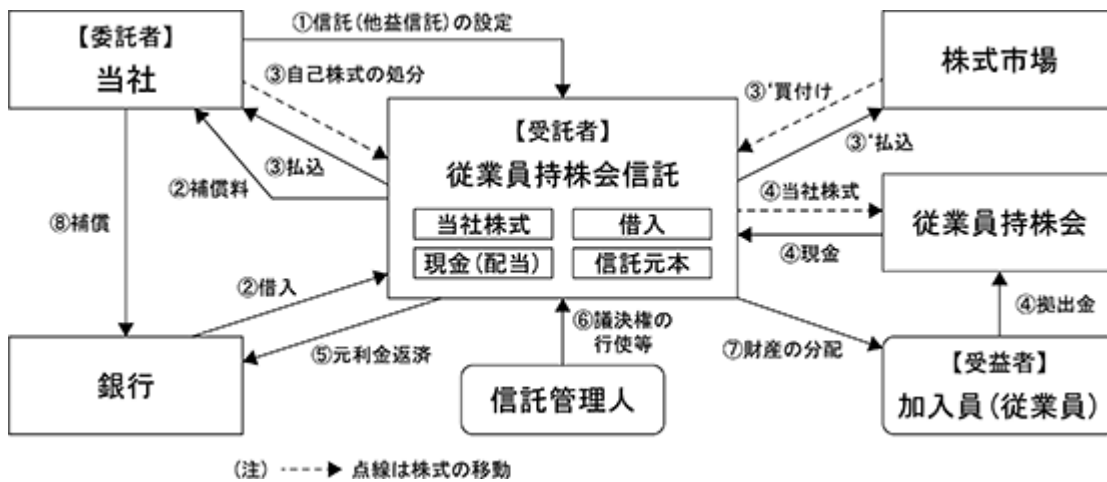 ①信託(他益信託)の設定
【委託者】
当社
③自己株式の処分
株式市場
③'買付け
【受託者】
従業員持株会信託
③払込
③'払込
②補償料
④当社株式
当社株式
借入
⑧補償
従業員持株会
現金(配当)
信託元本
④現金
②借入
④拠出金
⑥議決権の
行使等
⑤元利金返済
⑦財産の分配
銀行
信託管理人
【受益者】
加入員(従業員)
(注) 点線は株式の移動